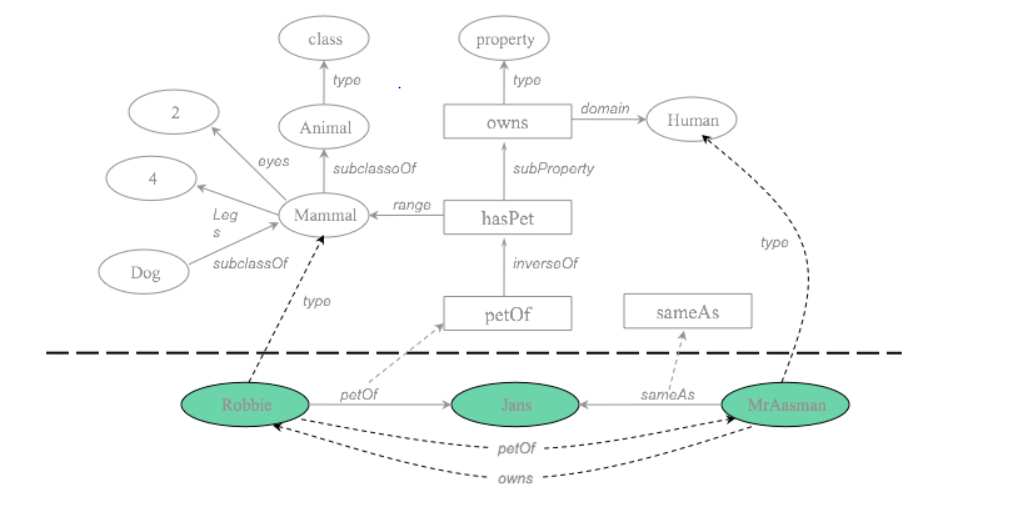 class
property
type
type
2
Animal
owns
domain
Human
eyes
subclassoOf
subProperty
4
Leg
s
Mammal
range
hasPet
type
Dog
subclassOf
inverseOf
type
petOf
sameAs
petOf
sameAs
Robbie
Jans
MrAasman
petOf
owns